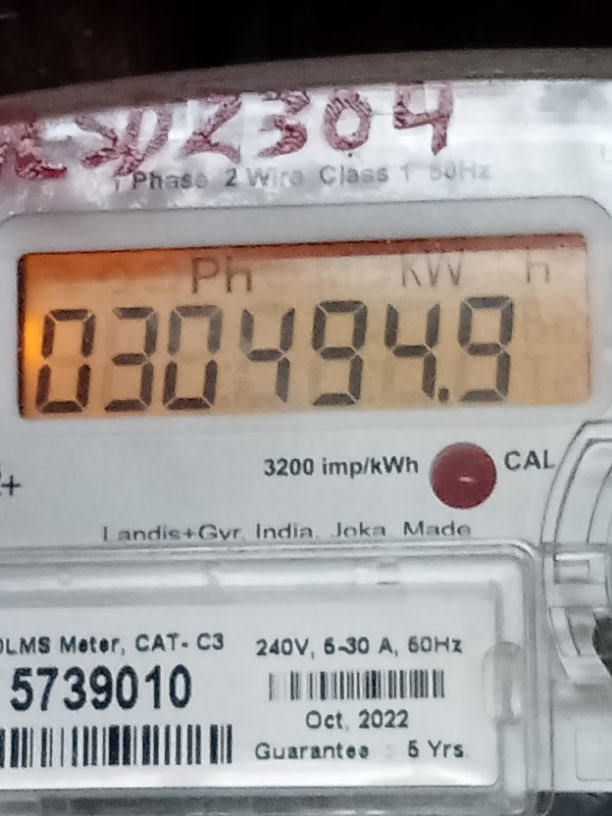 2304
1 Phase 2 Wire Class 1 50Hz
Ph kW h
030494.9
3200 imp/kWh CAL
+
Landis+Gyr, India, Joka Made
DLMS Meter, CAT- C3
240V, 5-30 A, 50Hz
5739010
Oct, 2022
Guarantee : 5 Yrs